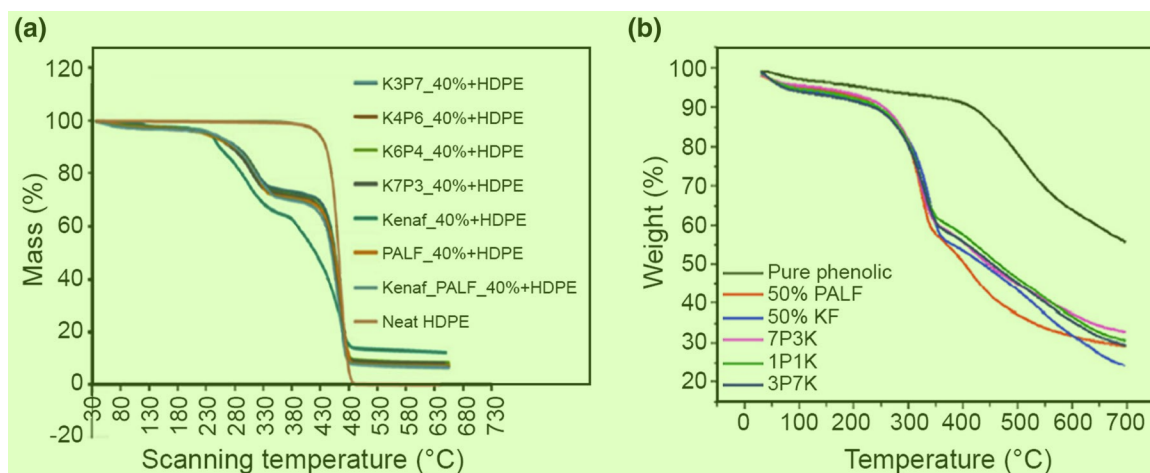 (a)
120
100
80
60
40
20
0
-20
Mass (%)
K3P7_40%+HDPE
K4P6_40%+HDPE
K6P4_40%+HDPE
K7P3_40%+HDPE
Kenaf_40%+HDPE
PALF_40%+HDPE
Kenaf_PALF_40%+HDPE
Neat HDPE
30 80 130 180 230 280 330 380 430 480 530 580 630 680 730
Scanning temperature (°C)
(b)
100
90
80
70
60
50
40
30
20
Weight (%)
Pure phenolic
50% PALF
50% KF
7P3K
1P1K
3P7K
0 100 200 300 400 500 600 700
Temperature (°C)